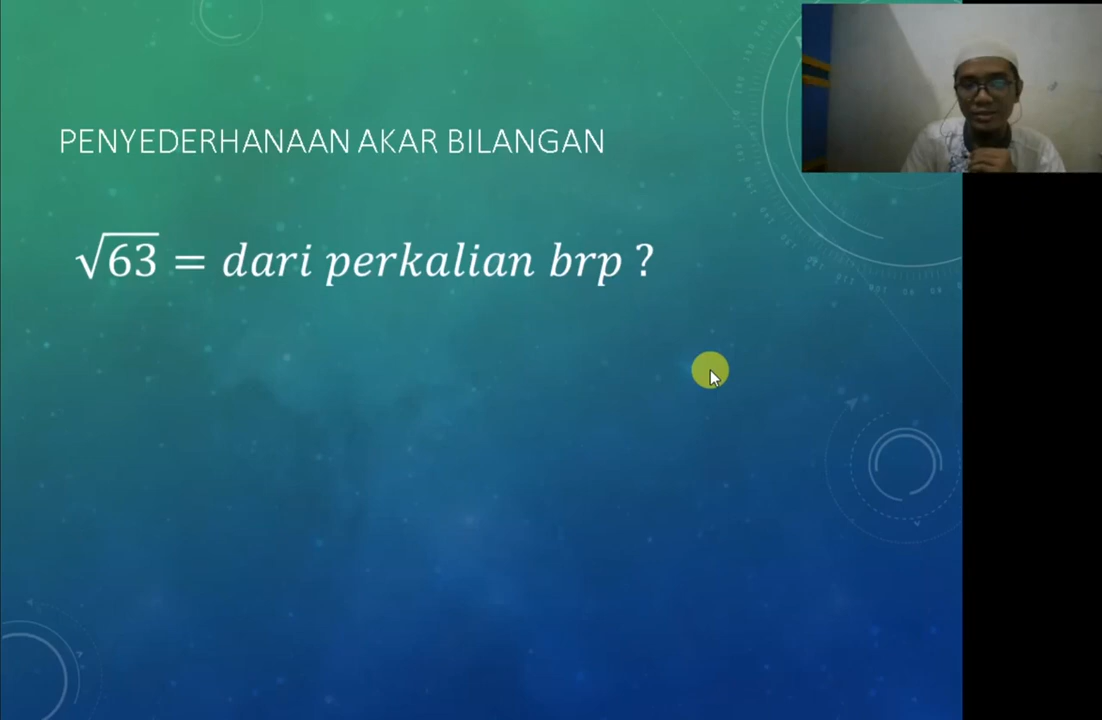 PENYEDERHANAAN AKAR BILANGAN
√63 = dari perkalian brp ?